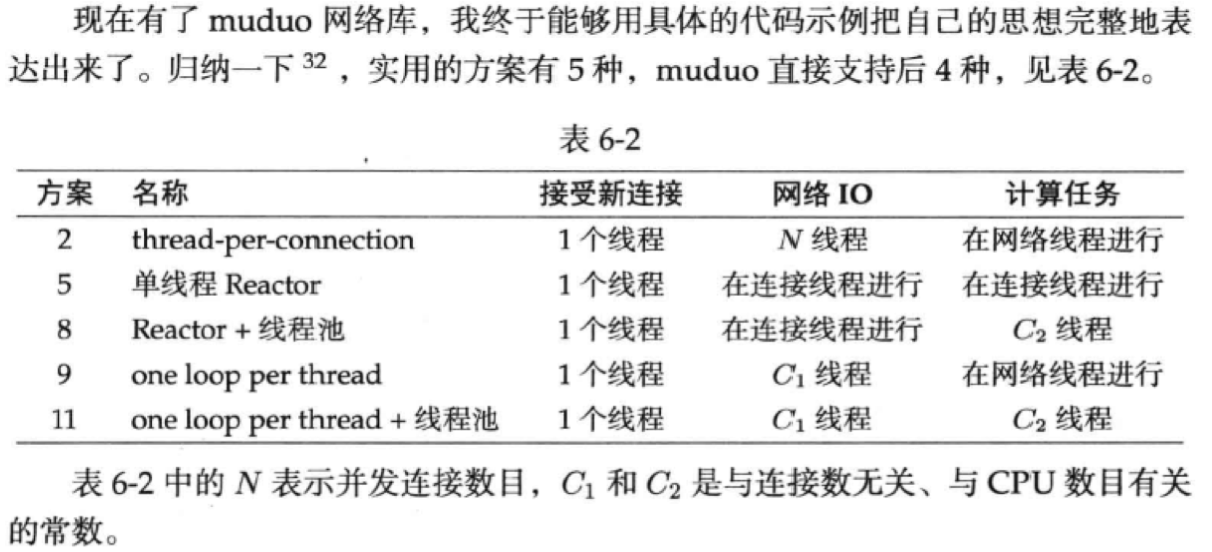 现在有了 muduo 网络库，我终于能够用具体的代码示例把自己的思想完整地表
达出来了。归纳一下 32 ，实用的方案有 5 种，muduo 直接支持后 4 种，见表 6-2。
表 6-2
方案 名称 接受新连接 网络 IO 计算任务
2 thread-per-connection 1 个线程 N 线程 在网络线程进行
5 单线程 Reactor 1 个线程 在连接线程进行 在连接线程进行
8 Reactor + 线程池 1 个线程 在连接线程进行 C₂ 线程
9 one loop per thread 1 个线程 C₁ 线程 在网络线程进行
11 one loop per thread + 线程池 1 个线程 C₁ 线程 C₂ 线程
表 6-2 中的 N 表示并发连接数目，C₁ 和 C₂ 是与连接数无关、与 CPU 数目有关
的常数。